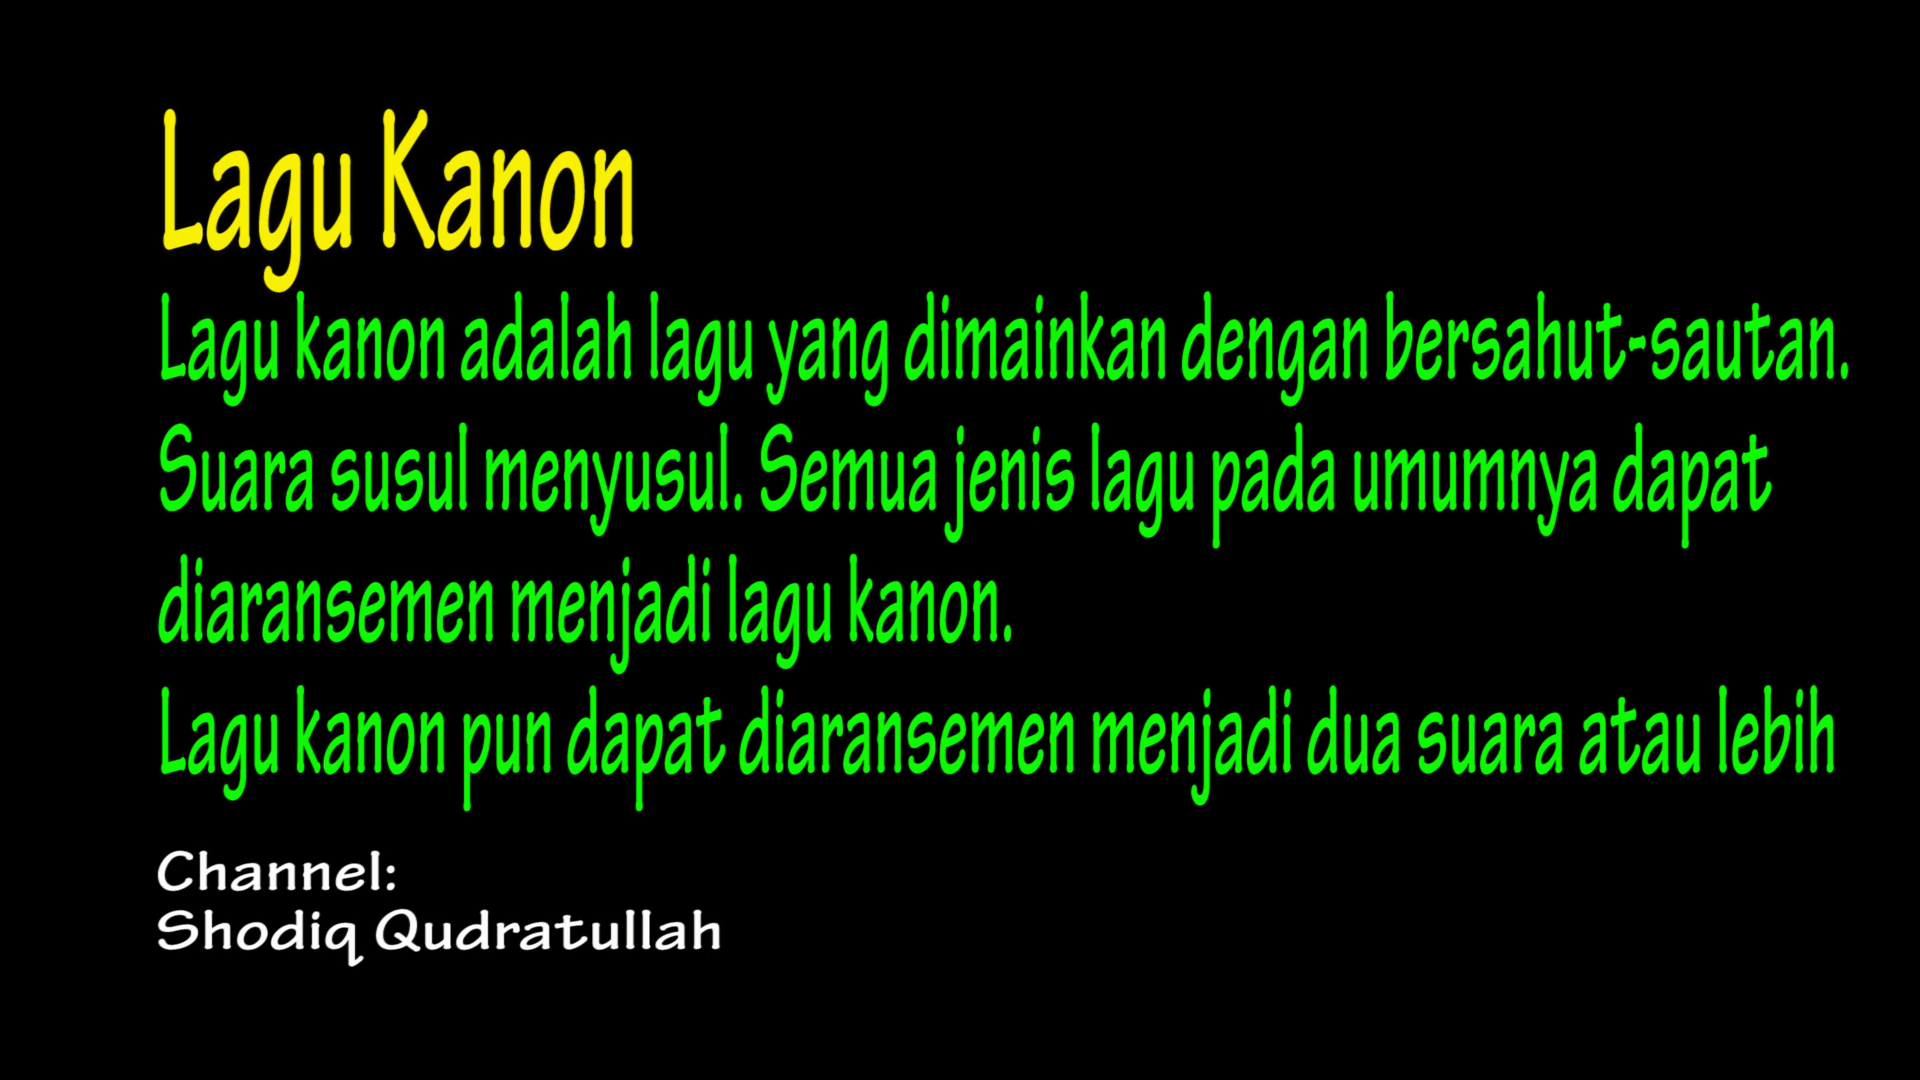 Lagu Kanon
Lagu kanon adalah lagu yang dimainkan dengan bersahut-sautan.
Suara susul menyusul. Semua jenis lagu pada umumnya dapat
diaransemen menjadi lagu kanon.
Lagu kanon pun dapat diaransemen menjadi dua suara atau lebih
Channel:
Shodiq Qudratullah